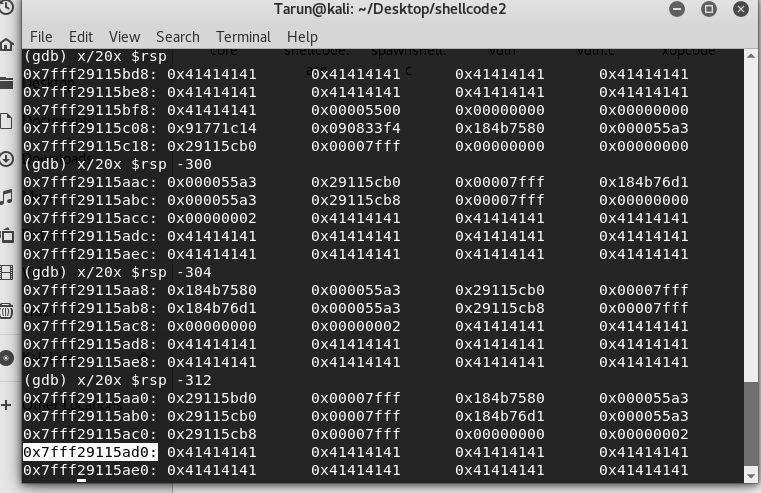 Tarun@kali: ~/Desktop/shellcode2
File Edit View Search Terminal Help
(gdb) x/20x $rsp
0x7fff29115bd8: 0x41414141 0x41414141 0x41414141 0x41414141
0x7fff29115be8: 0x41414141 0x41414141 0x41414141 0x41414141
0x7fff29115bf8: 0x41414141 0x00005500 0x00000000 0x00000000
0x7fff29115c08: 0x91771c14 0x090833f4 0x184b7580 0x000055a3
0x7fff29115c18: 0x29115cb0 0x00007fff 0x00000000 0x00000000
(gdb) x/20x $rsp -300
0x7fff29115aac: 0x000055a3 0x29115cb0 0x00007fff 0x184b76d1
0x7fff29115abc: 0x000055a3 0x29115cb8 0x00007fff 0x00000000
0x7fff29115acc: 0x00000002 0x41414141 0x41414141 0x41414141
0x7fff29115adc: 0x41414141 0x41414141 0x41414141 0x41414141
0x7fff29115aec: 0x41414141 0x41414141 0x41414141 0x41414141
(gdb) x/20x $rsp -304
0x7fff29115aa8: 0x184b7580 0x000055a3 0x29115cb0 0x00007fff
0x7fff29115ab8: 0x184b76d1 0x000055a3 0x29115cb8 0x00007fff
0x7fff29115ac8: 0x00000000 0x00000002 0x41414141 0x41414141
0x7fff29115ad8: 0x41414141 0x41414141 0x41414141 0x41414141
0x7fff29115ae8: 0x41414141 0x41414141 0x41414141 0x41414141
(gdb) x/20x $rsp -312
0x7fff29115aa0: 0x29115bd0 0x00007fff 0x184b7580 0x000055a3
0x7fff29115ab0: 0x29115cb0 0x00007fff 0x184b76d1 0x000055a3
0x7fff29115ac0: 0x29115cb8 0x00007fff 0x00000000 0x00000002
0x7fff29115ad0: 0x41414141 0x41414141 0x41414141 0x41414141
0x7fff29115ae0: 0x41414141 0x41414141 0x41414141 0x41414141